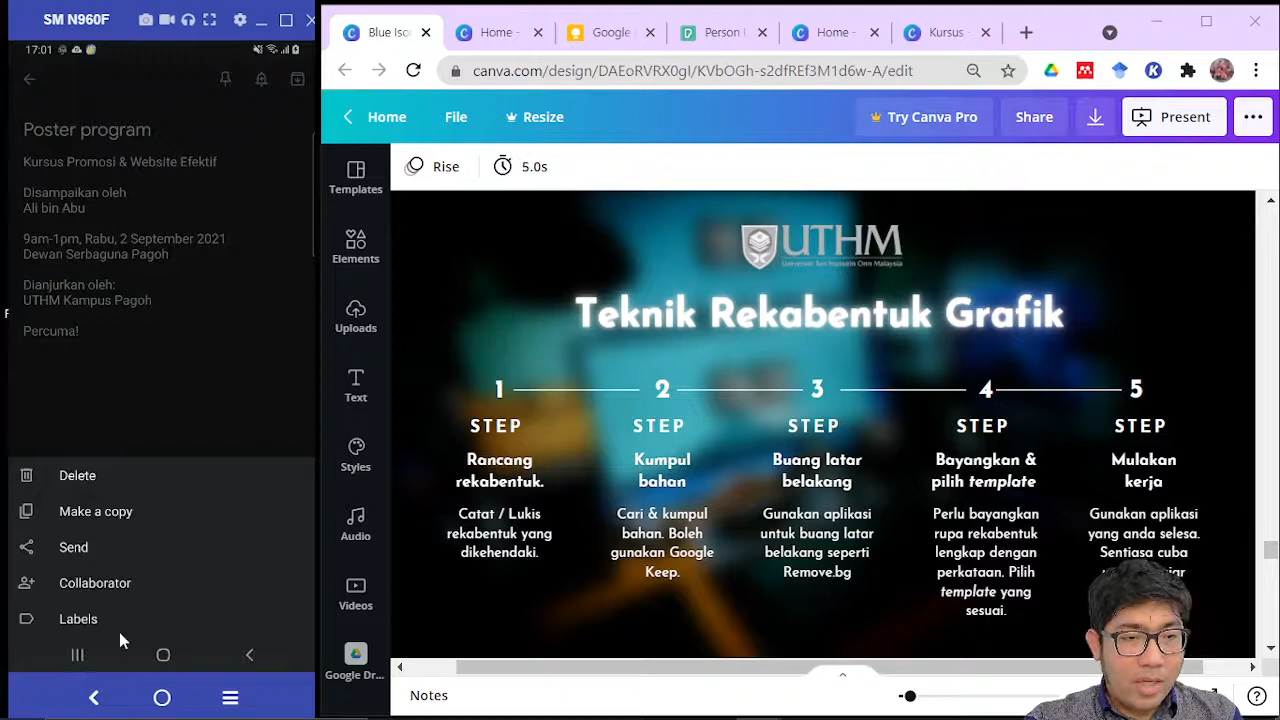 SM N960F
17:01
Poster program
Kursus Promosi & Website Efektif
Disampaikan oleh
Ali bin Abu
9am-1pm, Rabu, 2 September 2021
Dewan Serbaguna Pagoh
Dianjurkan oleh:
UTHM Kampus Pagoh
Percuma!
Delete
Make a copy
Send
Collaborator
Labels
Blue Iso
Home -
Google
Person
Home -
Kursus -
canva.com/design/DAEoRVRX0gI/KVbOGh-s2dfREf3M1d6w-A/edit
Home
File
Resize
Try Canva Pro
Share
Present
Templates
Elements
Uploads
Text
Styles
Audio
Videos
Google Dr...
Rise
5.0s
UTHM
Universiti Tun Hussein Onn Malaysia
Teknik Rekabentuk Grafik
1
2
3
4
5
STEP
STEP
STEP
STEP
STEP
Rancang
rekabentuk.
Catat / Lukis
rekabentuk yang
dikehendaki.
Kumpul
bahan
Cari & kumpul
bahan. Boleh
gunakan Google
Keep.
Buang latar
belakang
Gunakan aplikasi
untuk buang latar
belakang seperti
Remove.bg
Bayangkan &
pilih template
Perlu bayangkan
rupa rekabentuk
lengkap dengan
perkataan. Pilih
template yang
sesuai.
Mulakan
kerja
Gunakan aplikasi
yang anda selesa.
Sentiasa cuba
Notes